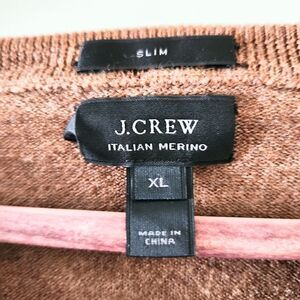 SLIM
J.CREW
ITALIAN MERINO
XL
MADE IN
CHINA